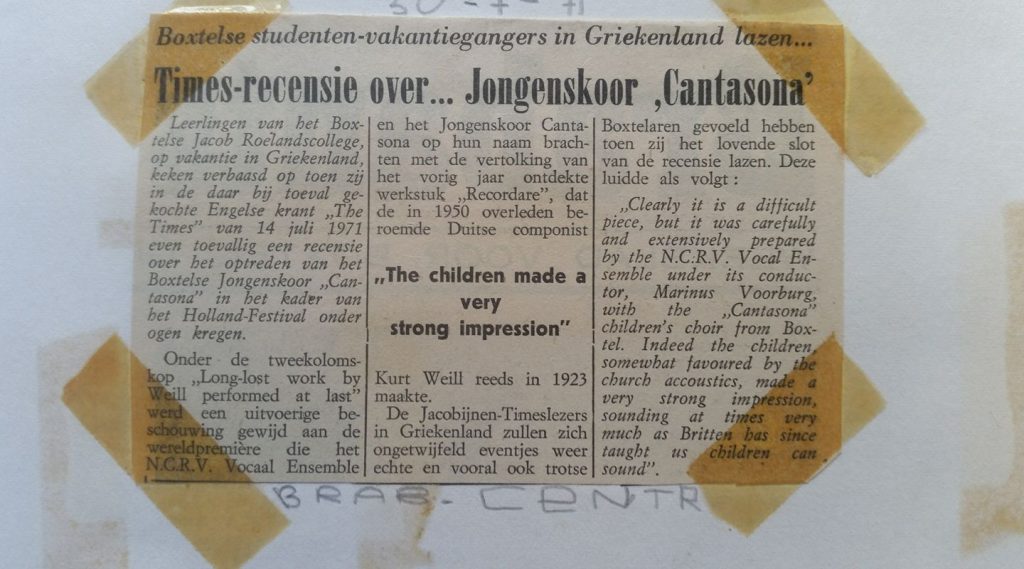 30-7-71
Boxtelse studenten-vakantiegangers in Griekenland lazen...
Times-recensie over... Jongenskoor ‚Cantasona’
Leerlingen van het Box-
telse Jacob Roelandscollege,
op vakantie in Griekenland,
keken verbaasd op toen zij
in de daar bij toeval ge-
kochte Engelse krant „The
Times” van 14 juli 1971
even toevallig een recensie
over het optreden van het
Boxtelse Jongenskoor „Can-
tasona” in het kader van
het Holland-Festival onder
ogen kregen.
Onder de tweekoloms-
kop „Long-lost work by
Weill performed at last”
werd een uitvoerige be-
schouwing gewijd aan de
wereldpremière die het
N.C.R.V. Vocaal Ensemble
en het Jongenskoor Canta-
sona op hun naam brach-
ten met de vertolking van
het vorig jaar ontdekte
werkstuk „Recordare”, dat
de in 1950 overleden be-
roemde Duitse componist
„The children made a
very
strong impression”
Kurt Weill reeds in 1923
maakte.
De Jacobijnen-Timeslezers
in Griekenland zullen zich
ongetwijfeld eventjes weer
echte en vooral ook trotse
Boxtelaren gevoeld hebben
toen zij het lovende slot
van de recensie lazen. Deze
luidde als volgt :
„Clearly it is a difficult
piece, but it was carefully
and extensively prepared
by the N.C.R.V. Vocal En-
semble under its conduc-
tor, Marinus Voorburg,
with the „Cantasona”
children’s choir from Box-
tel. Indeed the children,
somewhat favoured by the
church accoustics, made a
very strong impression,
sounding at times very
much as Britten has since
taught us children can
sound”.
BRAB-CENTR